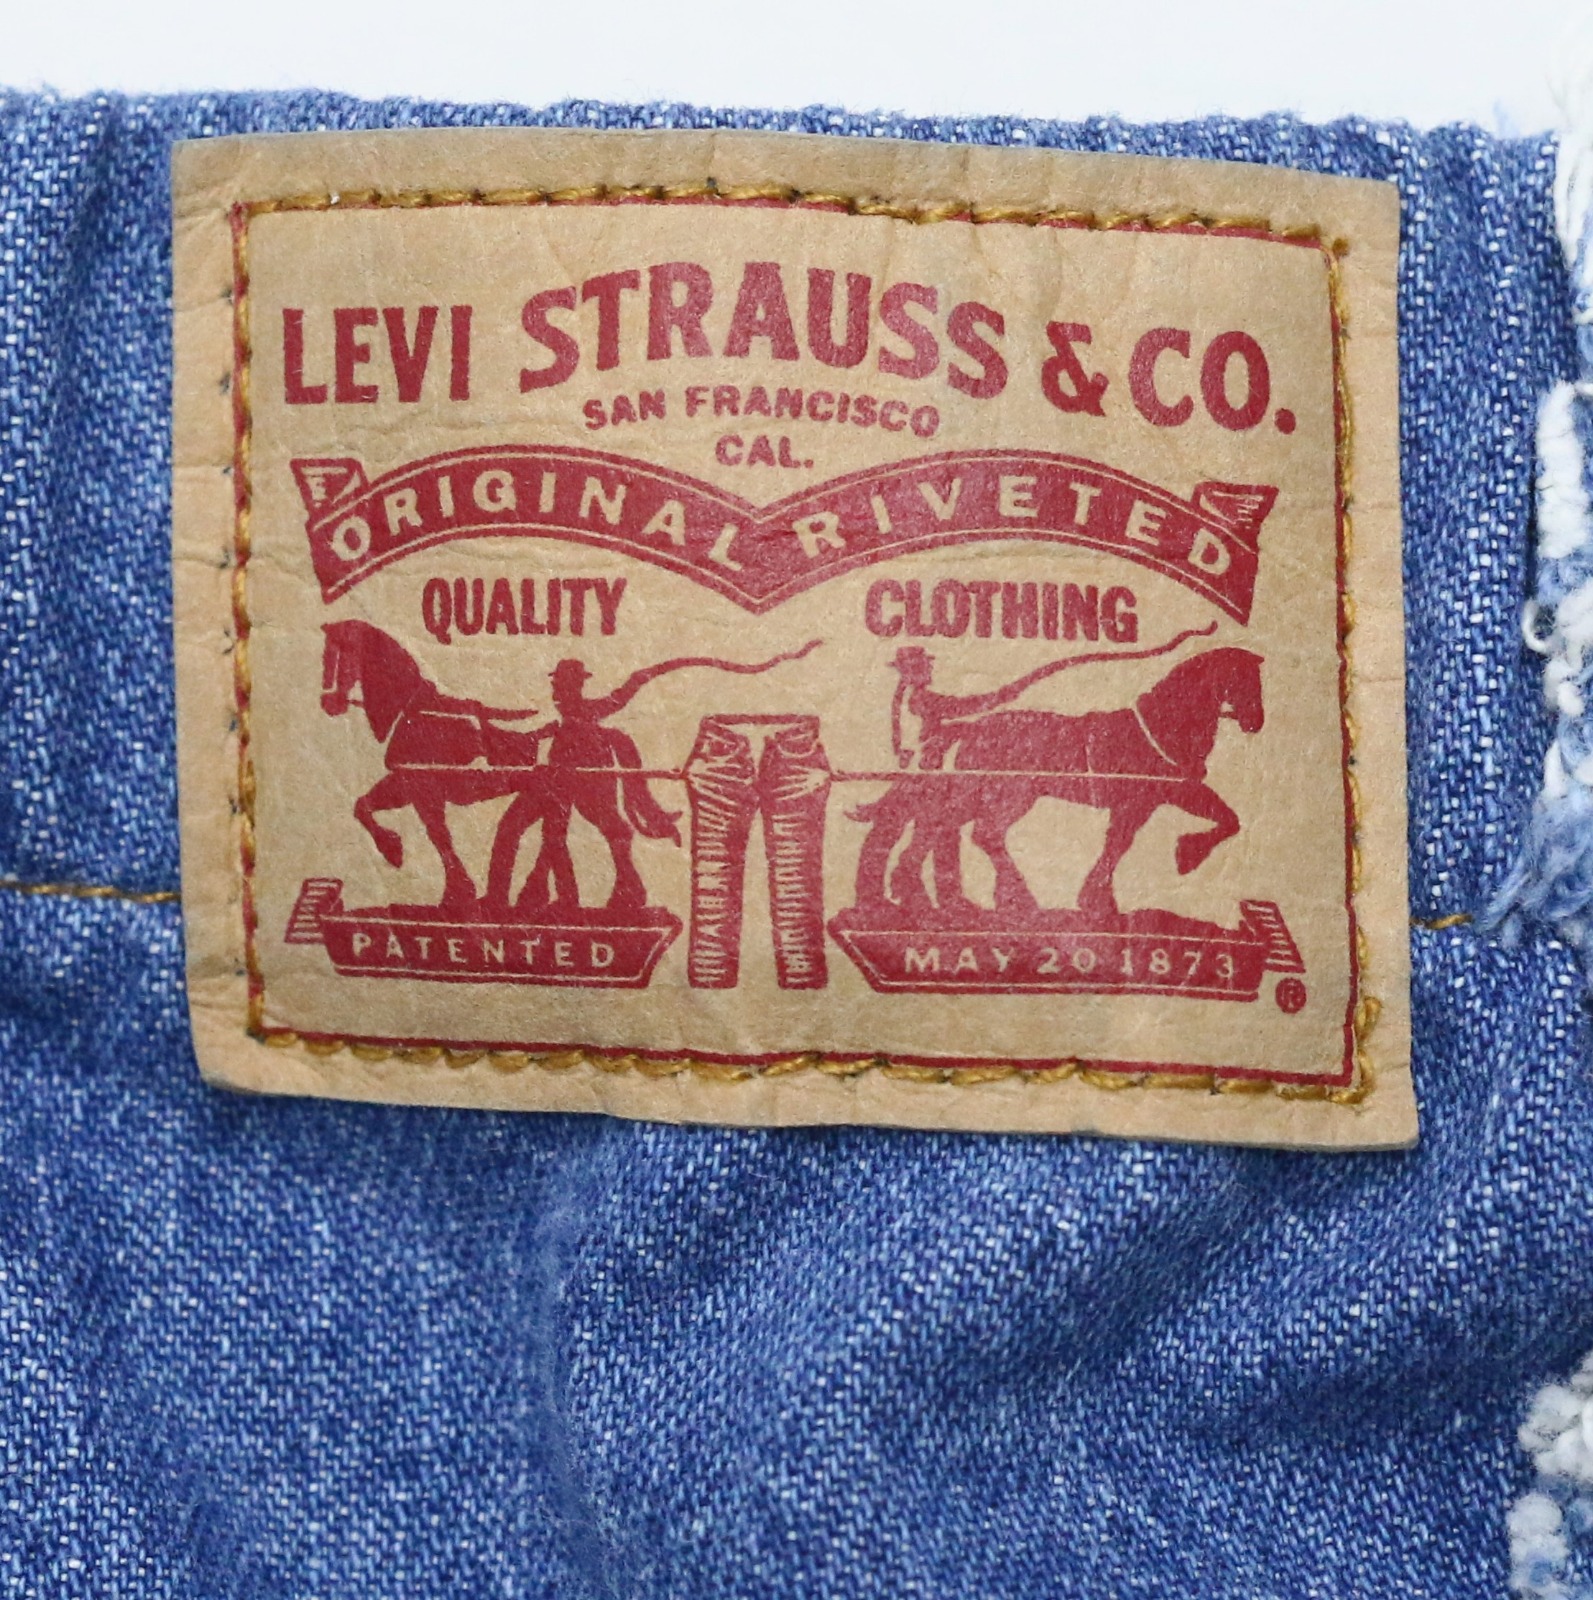 LEVI STRAUSS & CO.
SAN FRANCISCO
CAL.
ORIGINAL RIVETED
QUALITY CLOTHING
PATENTED MAY 20 1873
®